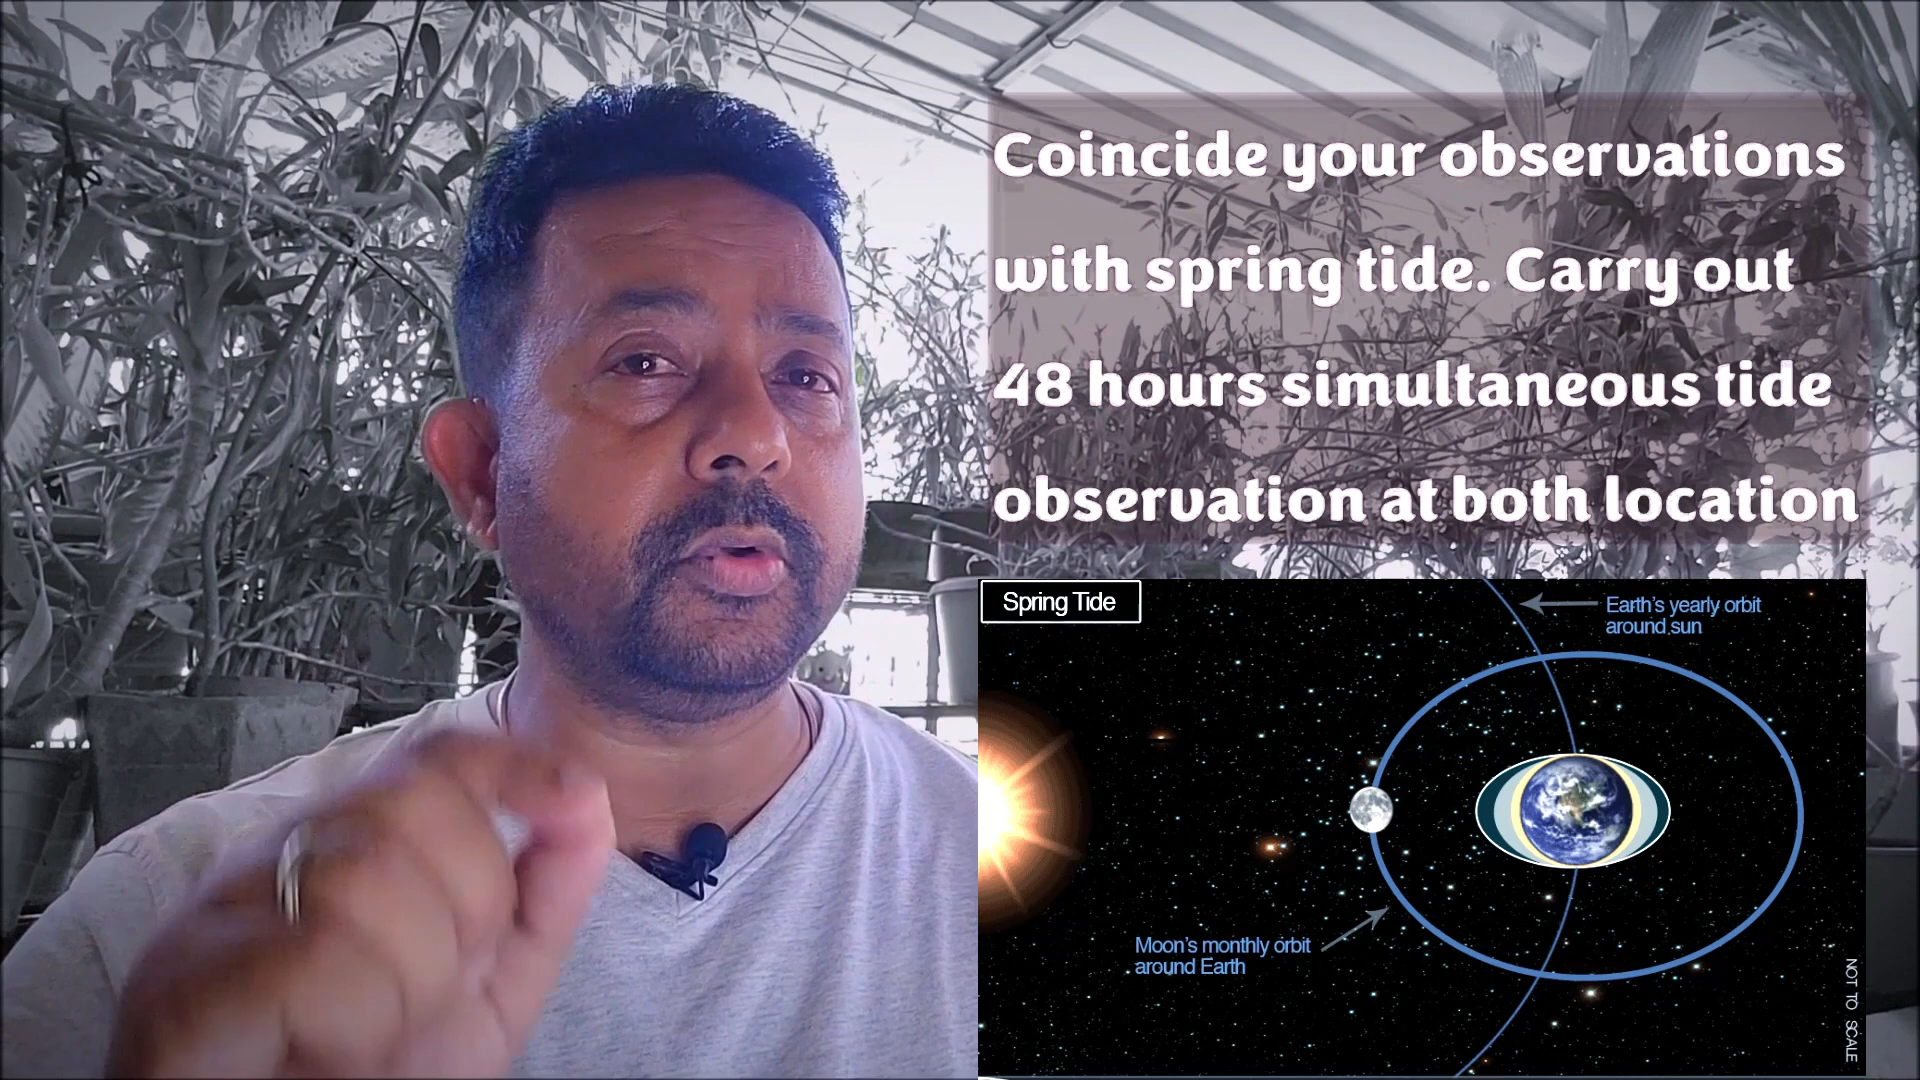 Coincide your observations
with spring tide. Carry out
48 hours simultaneous tide
observation at both location
Spring Tide
Earth's yearly orbit
around sun
Moon's monthly orbit
around Earth
NOT TO SCALE